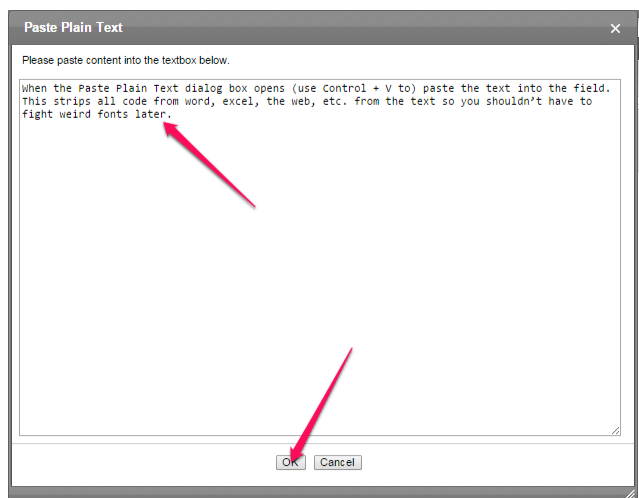 Paste Plain Text
Please paste content into the textbox below.
When the Paste Plain Text dialog box opens (use Control + V to) paste the text into the field.
This strips all code from word, excel, the web, etc. from the text so you shouldn’t have to
fight weird fonts later.
OK Cancel